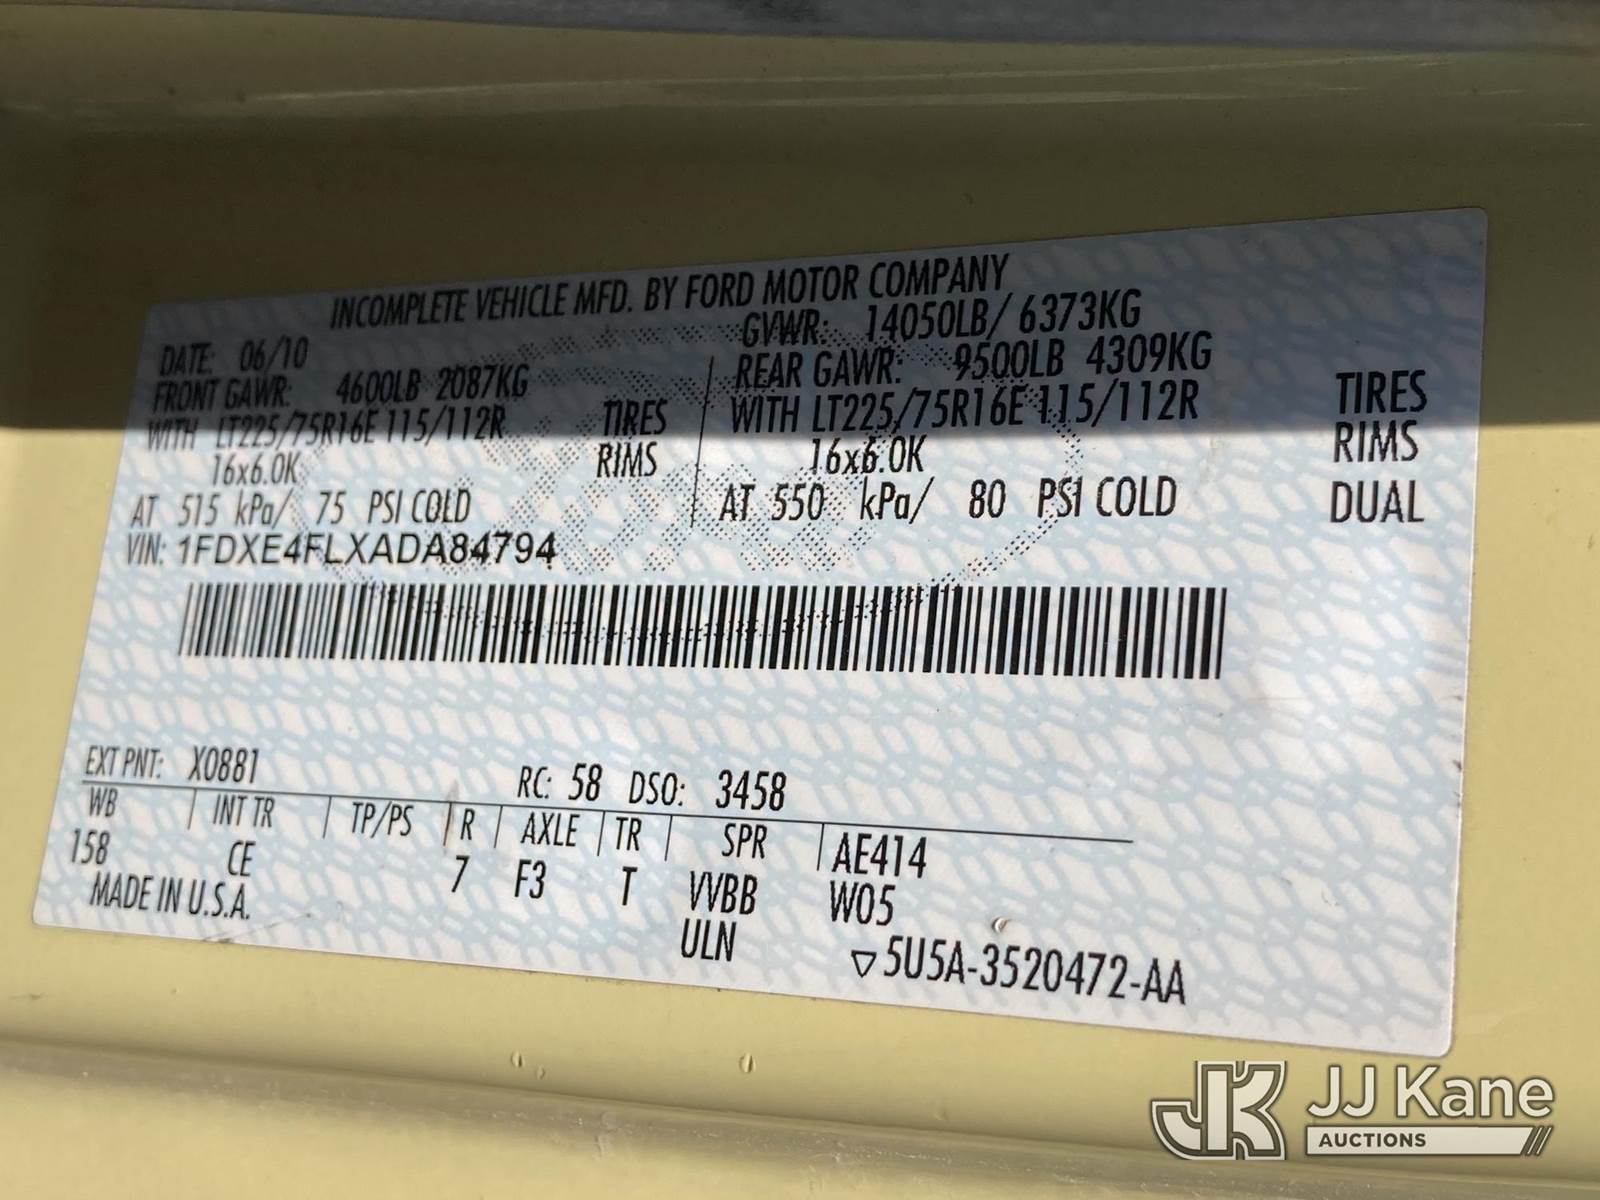 INCOMPLETE VEHICLE MFD. BY FORD MOTOR COMPANY
DATE: 06/10 GVWR: 14050LB/ 6373KG
FRONT GAWR: 4600LB 2087KG REAR GAWR: 9500LB 4309KG
WITH LT225/75R16E 115/112R TIRES WITH LT225/75R16E 115/112R TIRES
16x6.0K RIMS 16x6.0K RIMS
AT 515 kPa/ 75 PSI COLD AT 550 kPa/ 80 PSI COLD DUAL
VIN: 1FDXE4FLXADA84794
EXT PNT: X0881 RC: 58 DSO: 3458
WB INT TR TP/PS R AXLE TR SPR AE414
158 CE 7 F3 T VVBB W05
MADE IN U.S.A. ULN ▽5U5A-3520472-AA
JK JJ Kane
AUCTIONS